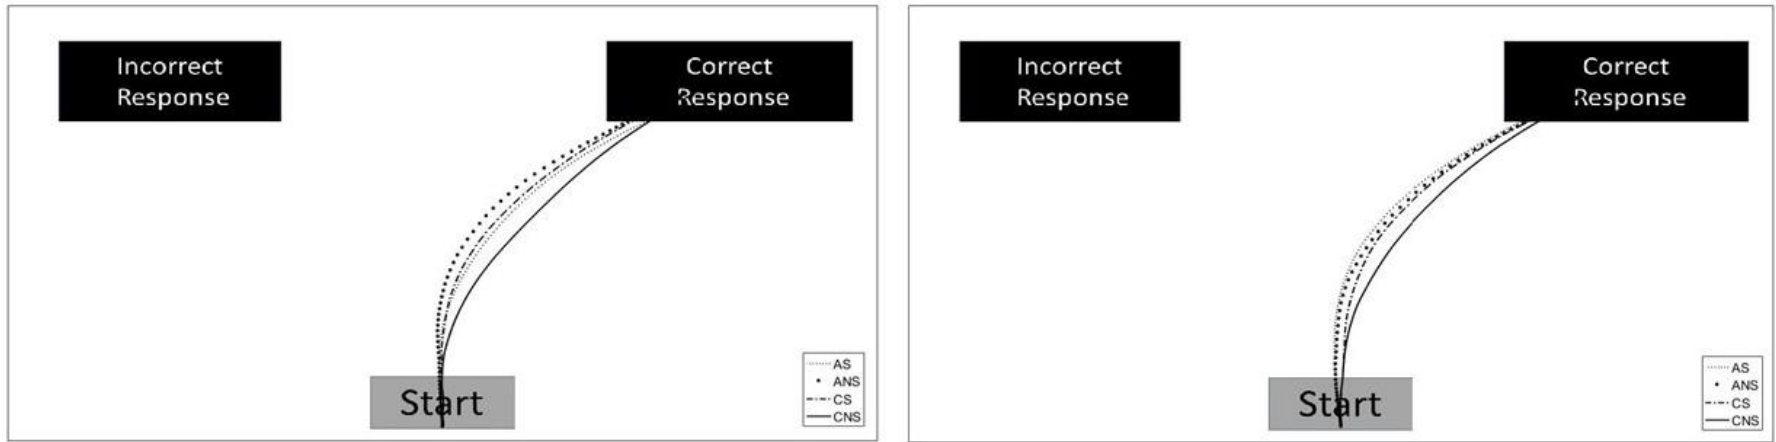 Incorrect
Response
Correct
Response
AS
ANS
CS
CNS
Start
Incorrect
Response
Correct
Response
AS
ANS
CS
CNS
Start